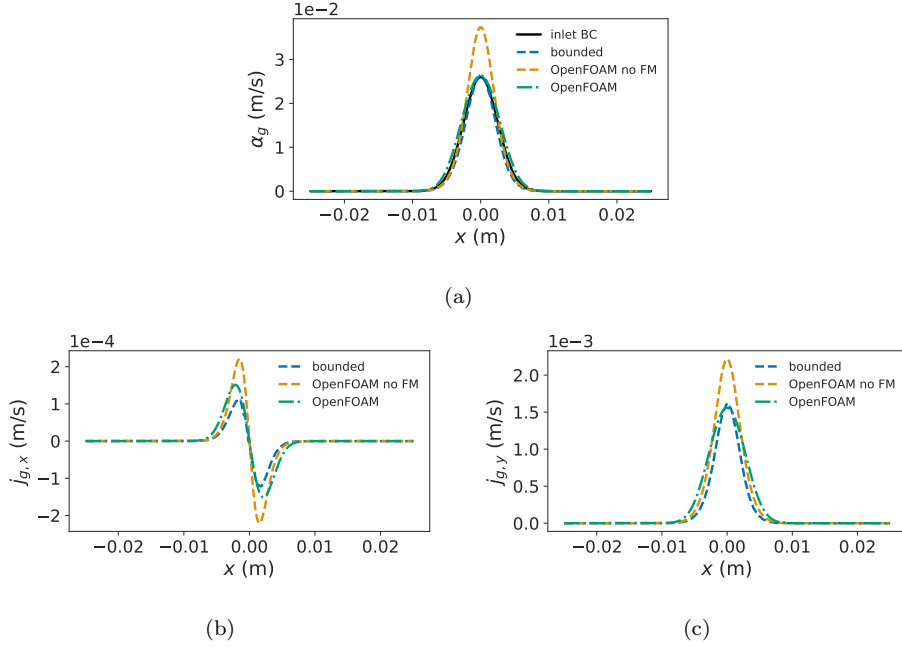 1e−2
inlet BC
bounded
OpenFOAM no FM
OpenFOAM
3
2
1
0
α_g (m/s)
−0.02 −0.01 0.00 0.01 0.02
x (m)
(a)
1e−4
bounded
OpenFOAM no FM
OpenFOAM
2
1
0
−1
−2
j_{g,x} (m/s)
−0.02 −0.01 0.00 0.01 0.02
x (m)
(b)
1e−3
bounded
OpenFOAM no FM
OpenFOAM
2.0
1.5
1.0
0.5
0.0
j_{g,y} (m/s)
−0.02 −0.01 0.00 0.01 0.02
x (m)
(c)